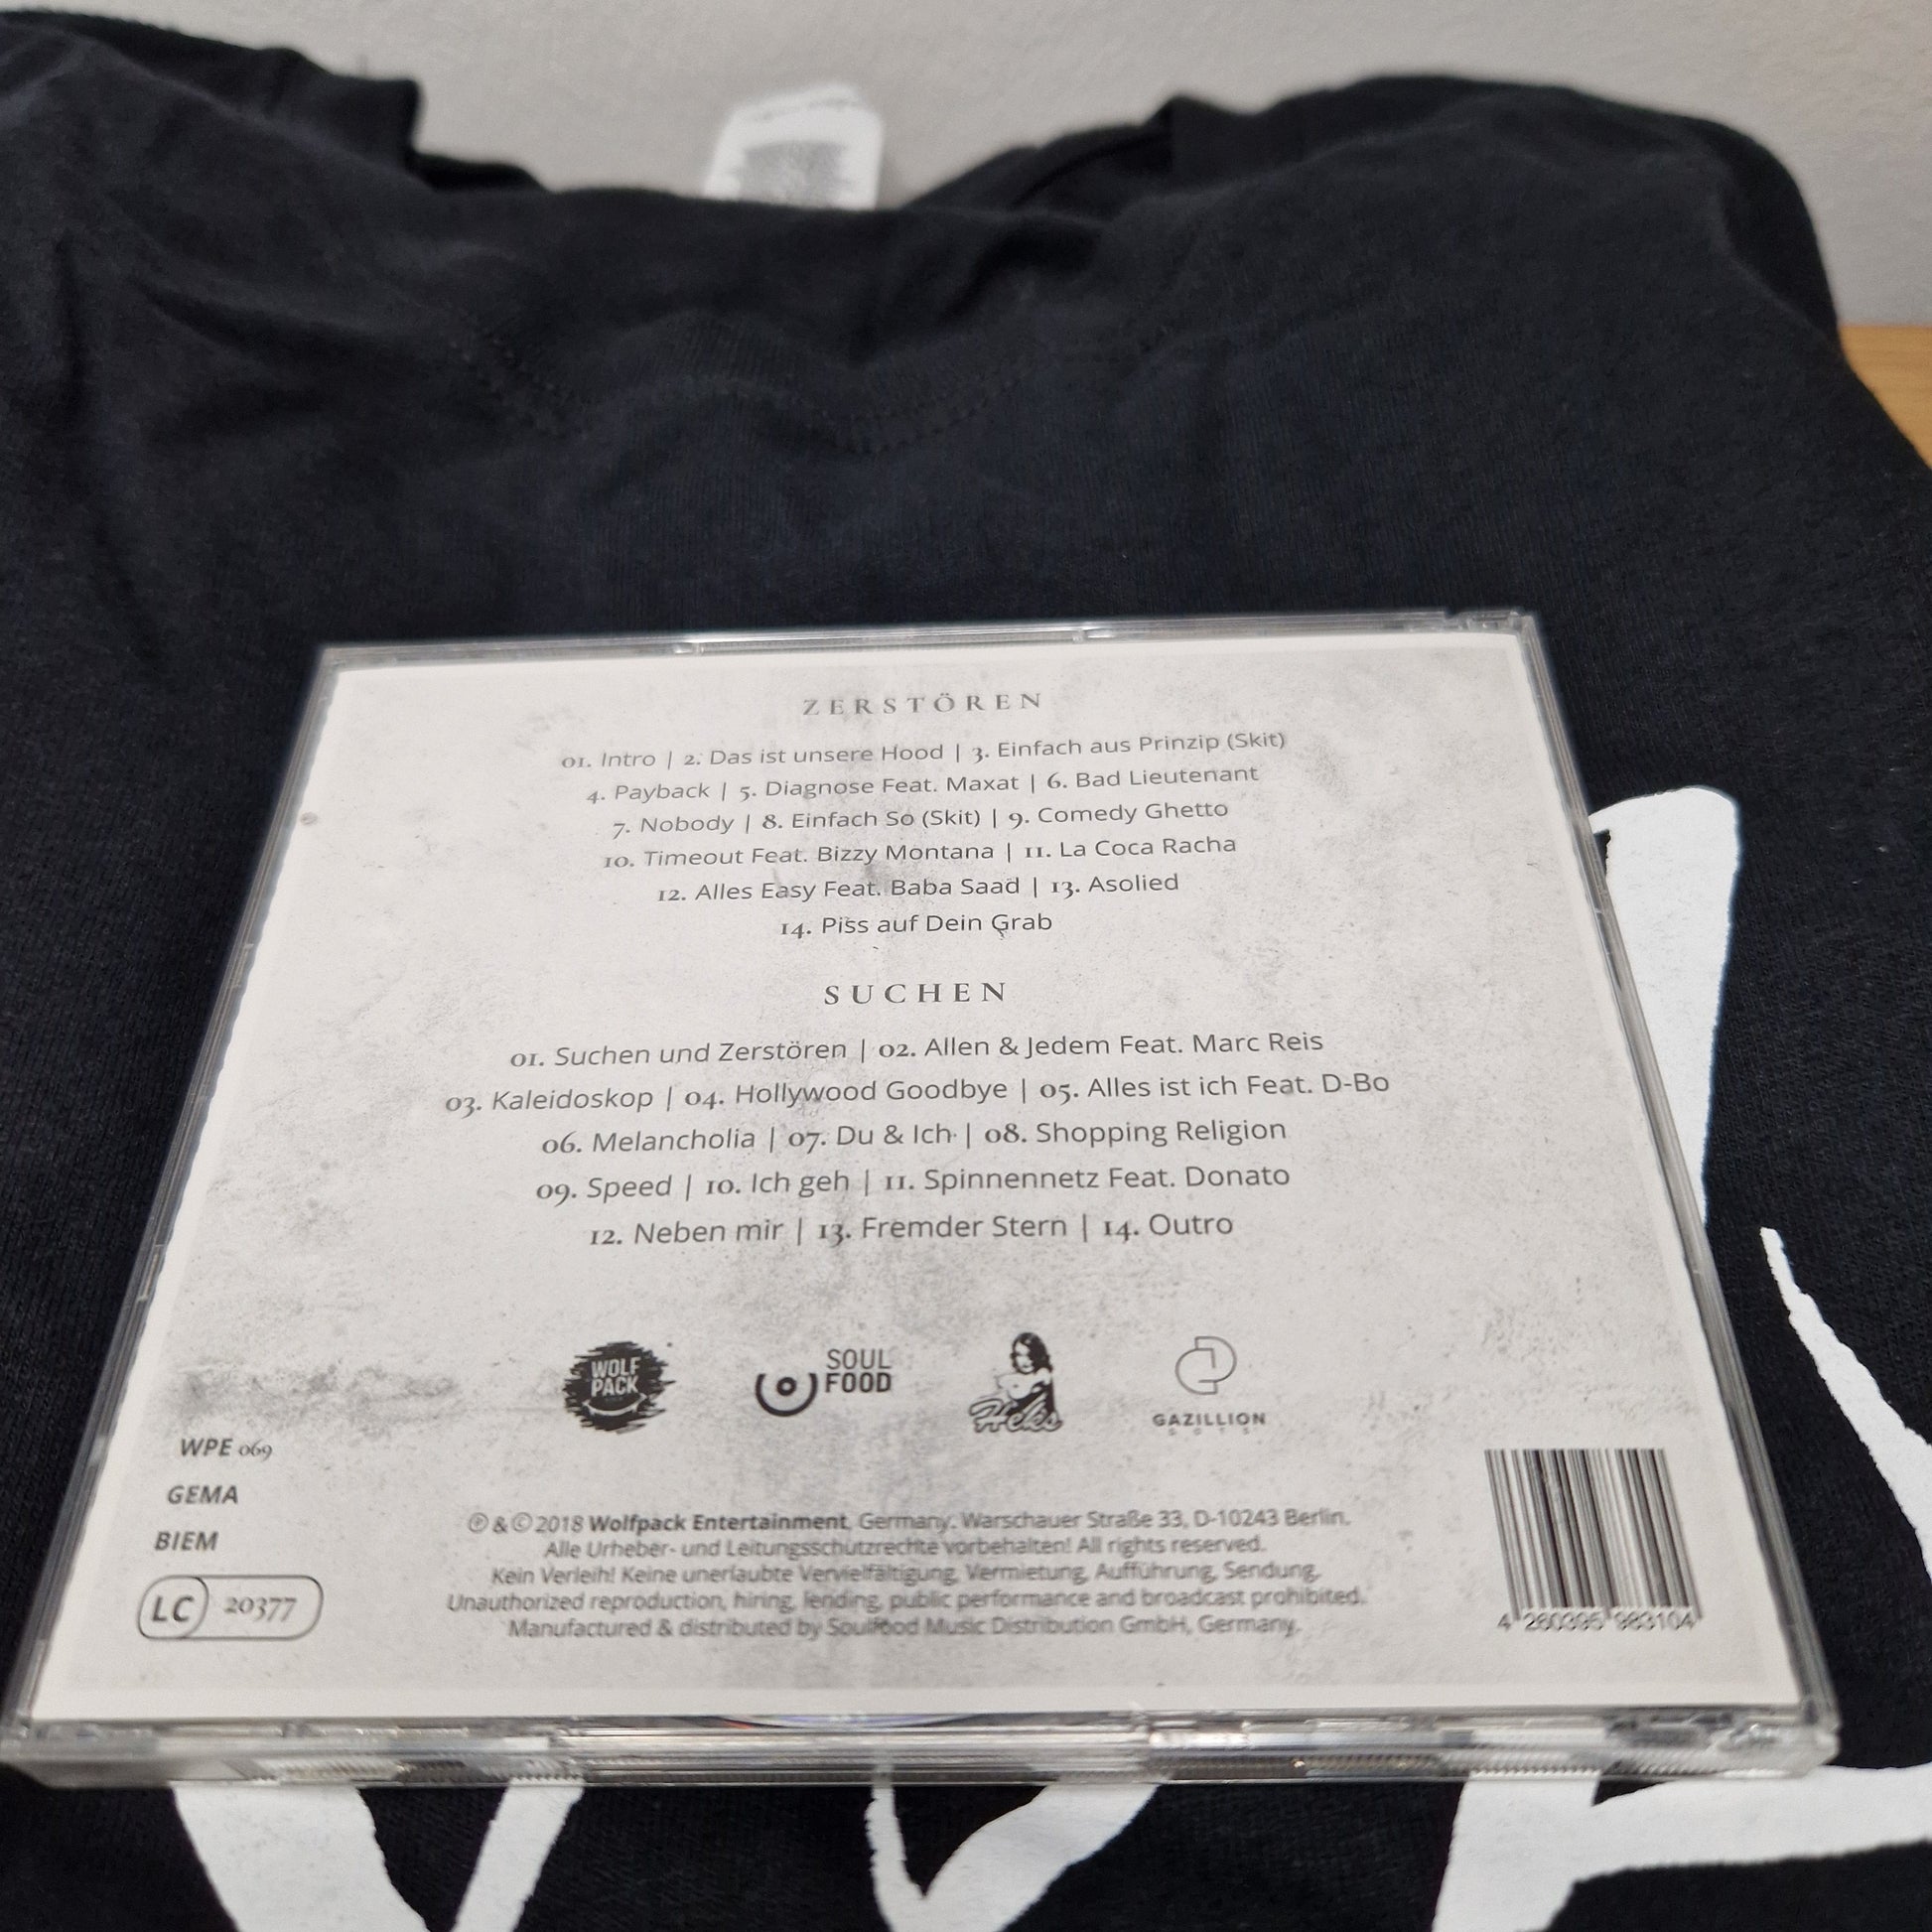 ZERSTÖREN
01. Intro | 2. Das ist unsere Hood | 3. Einfach aus Prinzip (Skit)
4. Payback | 5. Diagnose Feat. Maxat | 6. Bad Lieutenant
7. Nobody | 8. Einfach So (Skit) | 9. Comedy Ghetto
10. Timeout Feat. Bizzy Montana | 11. La Coca Racha
12. Alles Easy Feat. Baba Saad | 13. Asolied
14. Piss auf Dein Grab
SUCHEN
01. Suchen und Zerstören | 02. Allen & Jedem Feat. Marc Reis
03. Kaleidoskop | 04. Hollywood Goodbye | 05. Alles ist ich Feat. D-Bo
06. Melancholia | 07. Du & Ich | 08. Shopping Religion
09. Speed | 10. Ich geh | 11. Spinnennetz Feat. Donato
12. Neben mir | 13. Fremder Stern | 14. Outro
WOLF
PACK
SOUL
FOOD
GAZILLION
WPE 069
GEMA
BIEM
LC 20377
℗ & © 2018 Wolfpack Entertainment, Germany. Warschauer Straße 33, D-10243 Berlin.
Alle Urheber- und Leitungsschutzrechte vorbehalten! All rights reserved.
Kein Verleih! Keine unerlaubte Vervielfältigung, Vermietung, Aufführung, Sendung.
Unauthorized reproduction, hiring, lending, public performance and broadcast prohibited.
Manufactured & distributed by Soulfood Music Distribution GmbH, Germany.
4 260395 983104